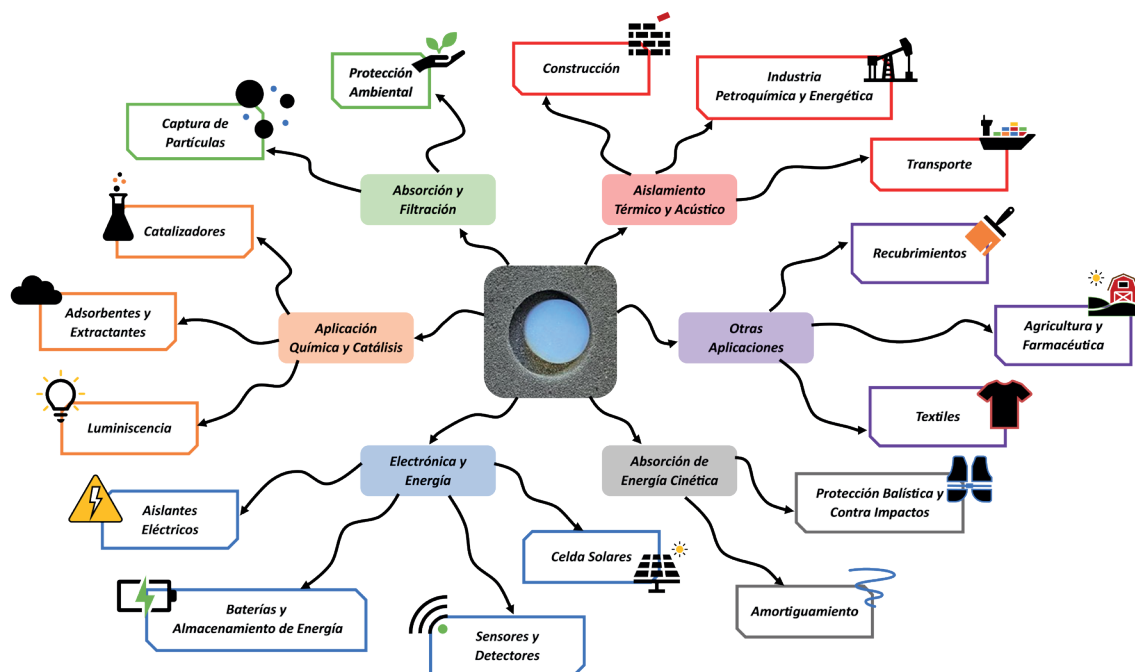 Protección
Ambiental
Captura de
Partículas
Absorción y
Filtración
Construcción
Industria
Petroquímica y Energética
Transporte
Aislamiento
Térmico y Acústico
Catalizadores
Adsorbentes y
Extractantes
Luminiscencia
Aplicación
Química y Catálisis
Recubrimientos
Agricultura y
Farmacéutica
Textiles
Otras
Aplicaciones
Electrónica y
Energía
Aislantes
Eléctricos
Baterías y
Almacenamiento de Energía
Sensores y
Detectores
Celda Solares
Absorción de
Energía Cinética
Protección Balística y
Contra Impactos
Amortiguamiento